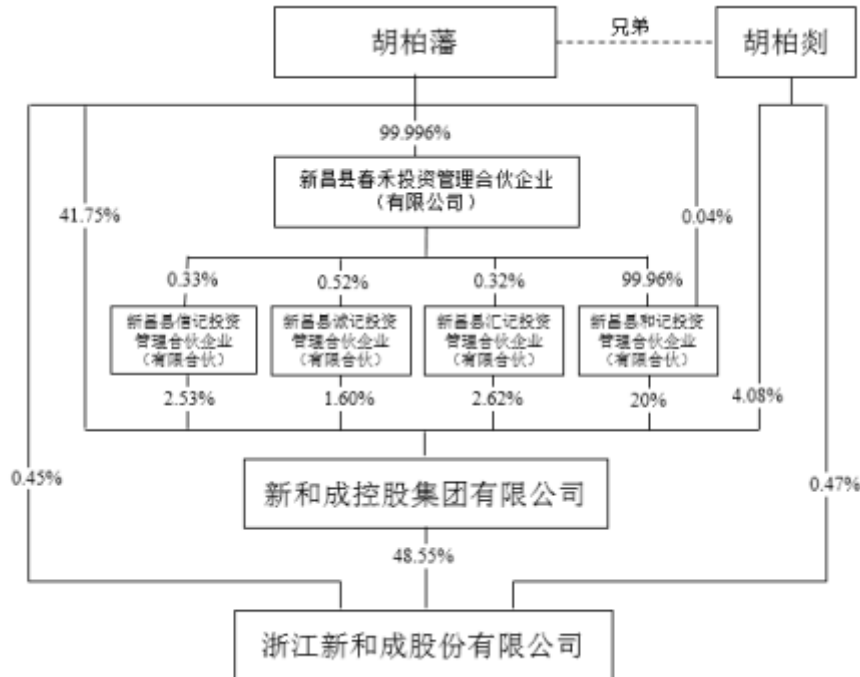 胡柏藩
兄弟
胡柏剡
99.996%
新昌县春禾投资管理合伙企业
（有限公司）
41.75%
0.04%
0.33%
0.52%
0.32%
99.96%
新昌县信记投资
管理合伙企业
（有限合伙）
新昌县诚记投资
管理合伙企业
（有限合伙）
新昌县汇记投资
管理合伙企业
（有限合伙）
新昌县和记投资
管理合伙企业
（有限合伙）
2.53%
1.60%
2.62%
20%
4.08%
0.45%
新和成控股集团有限公司
0.47%
48.55%
浙江新和成股份有限公司